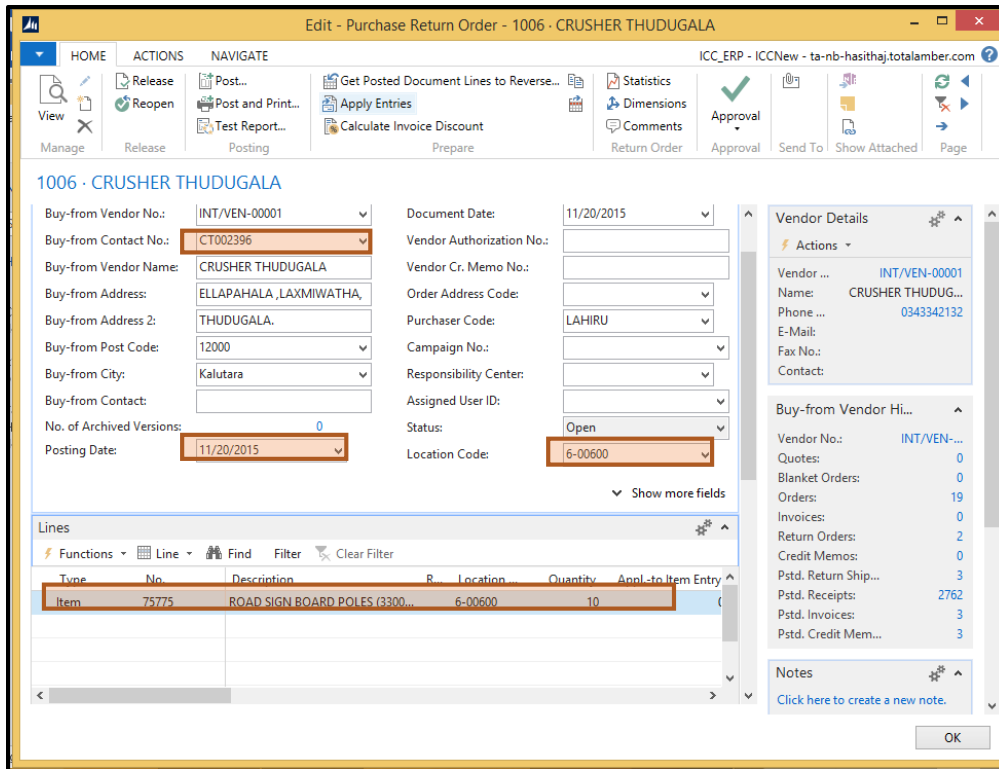 Edit - Purchase Return Order - 1006 · CRUSHER THUDUGALA
HOME ACTIONS NAVIGATE ICC_ERP - ICCNew - ta-nb-hasithaj.totalamber.com
View Release Post... Get Posted Document Lines to Reverse... Statistics
Reopen Post and Print... Apply Entries Dimensions Approval
Test Report... Calculate Invoice Discount Comments
Manage Release Posting Prepare Return Order Approval Send To Show Attached Page
1006 · CRUSHER THUDUGALA
Buy-from Vendor No.: INT/VEN-00001 Document Date: 11/20/2015
Buy-from Contact No.: CT002396 Vendor Authorization No.:
Buy-from Vendor Name: CRUSHER THUDUGALA Vendor Cr. Memo No.:
Buy-from Address: ELLAPAHALA ,LAXMIWATHA, Order Address Code:
Buy-from Address 2: THUDUGALA. Purchaser Code: LAHIRU
Buy-from Post Code: 12000 Campaign No.:
Buy-from City: Kalutara Responsibility Center:
Buy-from Contact: Assigned User ID:
No. of Archived Versions: 0 Status: Open
Posting Date: 11/20/2015 Location Code: 6-00600
Show more fields
Lines
Functions Line Find Filter Clear Filter
Type No. Description R... Location ... Quantity Appl.-to Item Entry
Item 75775 ROAD SIGN BOARD POLES (3300... 6-00600 10
Vendor Details
Actions
Vendor ... INT/VEN-00001
Name: CRUSHER THUDUG...
Phone ... 0343342132
E-Mail:
Fax No.:
Contact:
Buy-from Vendor Hi...
Vendor No.: INT/VEN-...
Quotes: 0
Blanket Orders: 0
Orders: 19
Invoices: 0
Return Orders: 2
Credit Memos: 0
Pstd. Return Ship... 3
Pstd. Receipts: 2762
Pstd. Invoices: 3
Pstd. Credit Mem... 3
Notes
Click here to create a new note.
OK